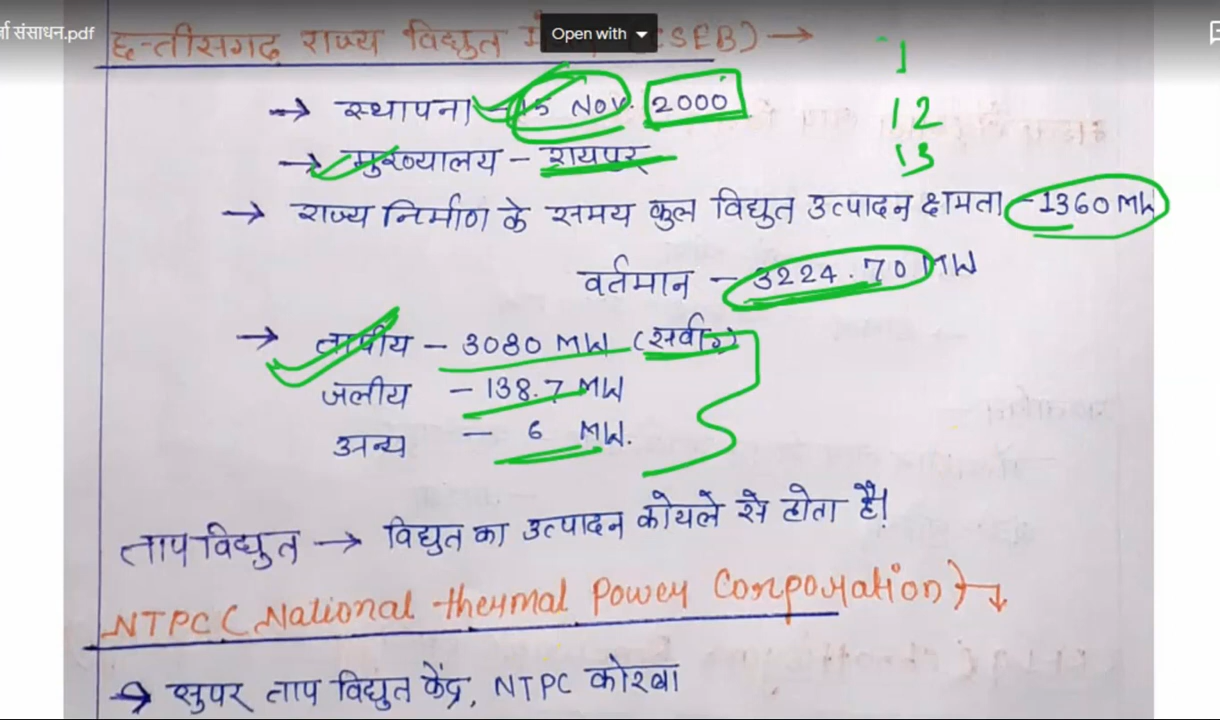 संसाधन.pdf
Open with
छत्तीसगढ़ राज्य विद्युत SEB) →
1
→ स्थापना - 15 Nov. 2000
12
→ मुख्यालय - रायपुर
13
→ राज्य निर्माण के समय कुल विद्युत उत्पादन क्षमता - 1360 MW
वर्तमान - 3224.70 MW
→ तापीय - 3080 MW (सर्वा०)
जलीय - 138.7 MW
अन्य - 6 MW.
ताप विद्युत → विद्युत का उत्पादन कोयले से होता है।
NTPC (National thermal Power Corporation) ↓
→ सुपर ताप विद्युत केंद्र, NTPC कोरबा